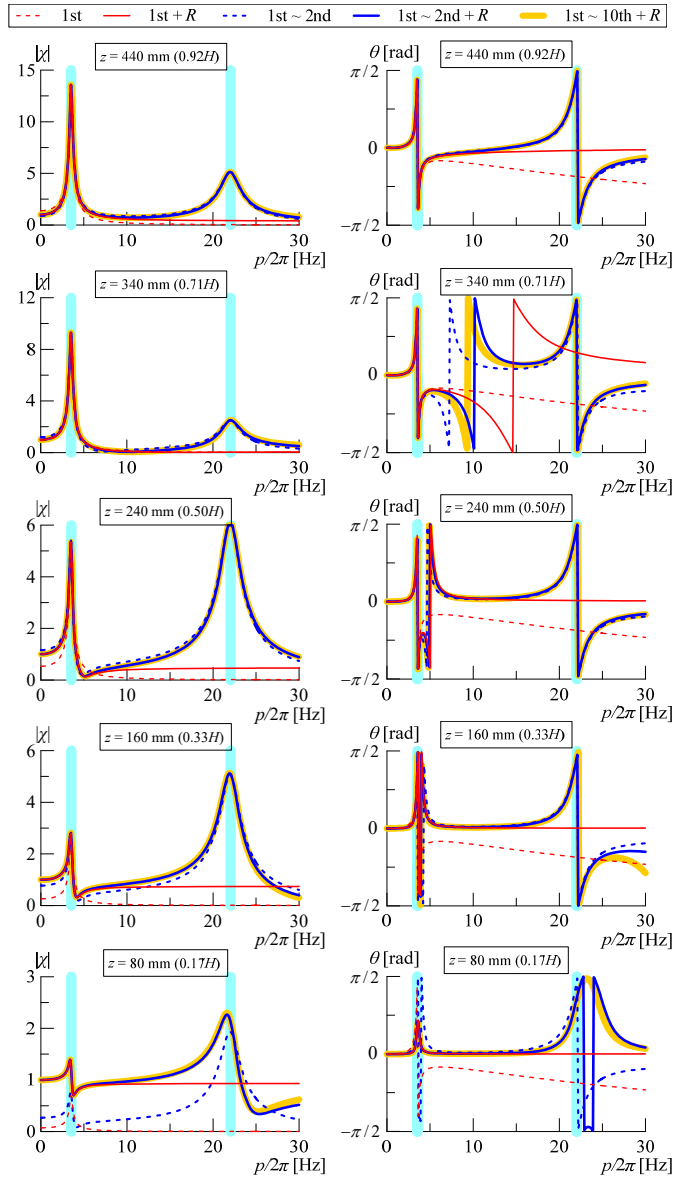 1st 1st + R 1st ~ 2nd 1st ~ 2nd + R 1st ~ 10th + R
|χ| z = 440 mm (0.92H) θ [rad] z = 440 mm (0.92H)
15 π/2
10
5 0
0 −π/2
0 10 20 30 0 10 20 30
p/2π [Hz] p/2π [Hz]
|χ| z = 340 mm (0.71H) θ [rad] z = 340 mm (0.71H)
12 π/2
8
4 0
0 −π/2
0 10 20 30 0 10 20 30
p/2π [Hz] p/2π [Hz]
|χ| z = 240 mm (0.50H) θ [rad] z = 240 mm (0.50H)
6 π/2
4
2 0
0 −π/2
0 10 20 30 0 10 20 30
p/2π [Hz] p/2π [Hz]
|χ| z = 160 mm (0.33H) θ [rad] z = 160 mm (0.33H)
6 π/2
4
2 0
0 −π/2
0 10 20 30 0 10 20 30
p/2π [Hz] p/2π [Hz]
|χ| z = 80 mm (0.17H) θ [rad] z = 80 mm (0.17H)
3 π/2
2
1 0
0 −π/2
0 10 20 30 0 10 20 30
p/2π [Hz] p/2π [Hz]